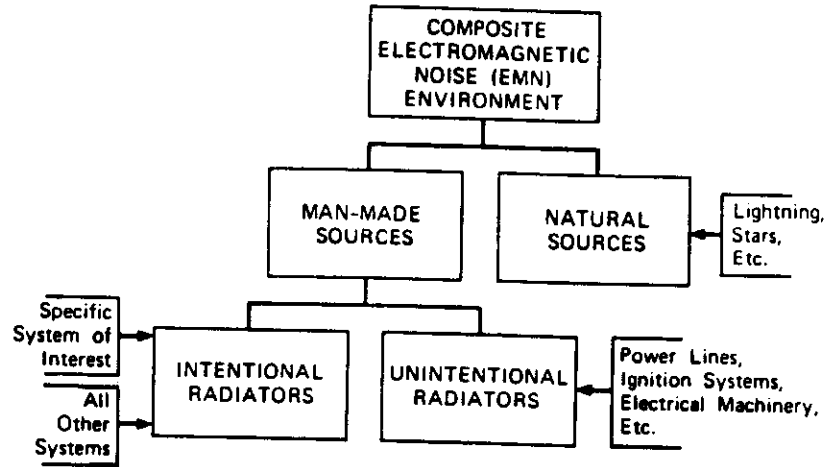 COMPOSITE
ELECTROMAGNETIC
NOISE (EMN)
ENVIRONMENT
MAN-MADE
SOURCES
NATURAL
SOURCES
Lightning,
Stars,
Etc.
Specific
System of
Interest
All
Other
Systems
INTENTIONAL
RADIATORS
UNINTENTIONAL
RADIATORS
Power Lines,
Ignition Systems,
Electrical Machinery,
Etc.